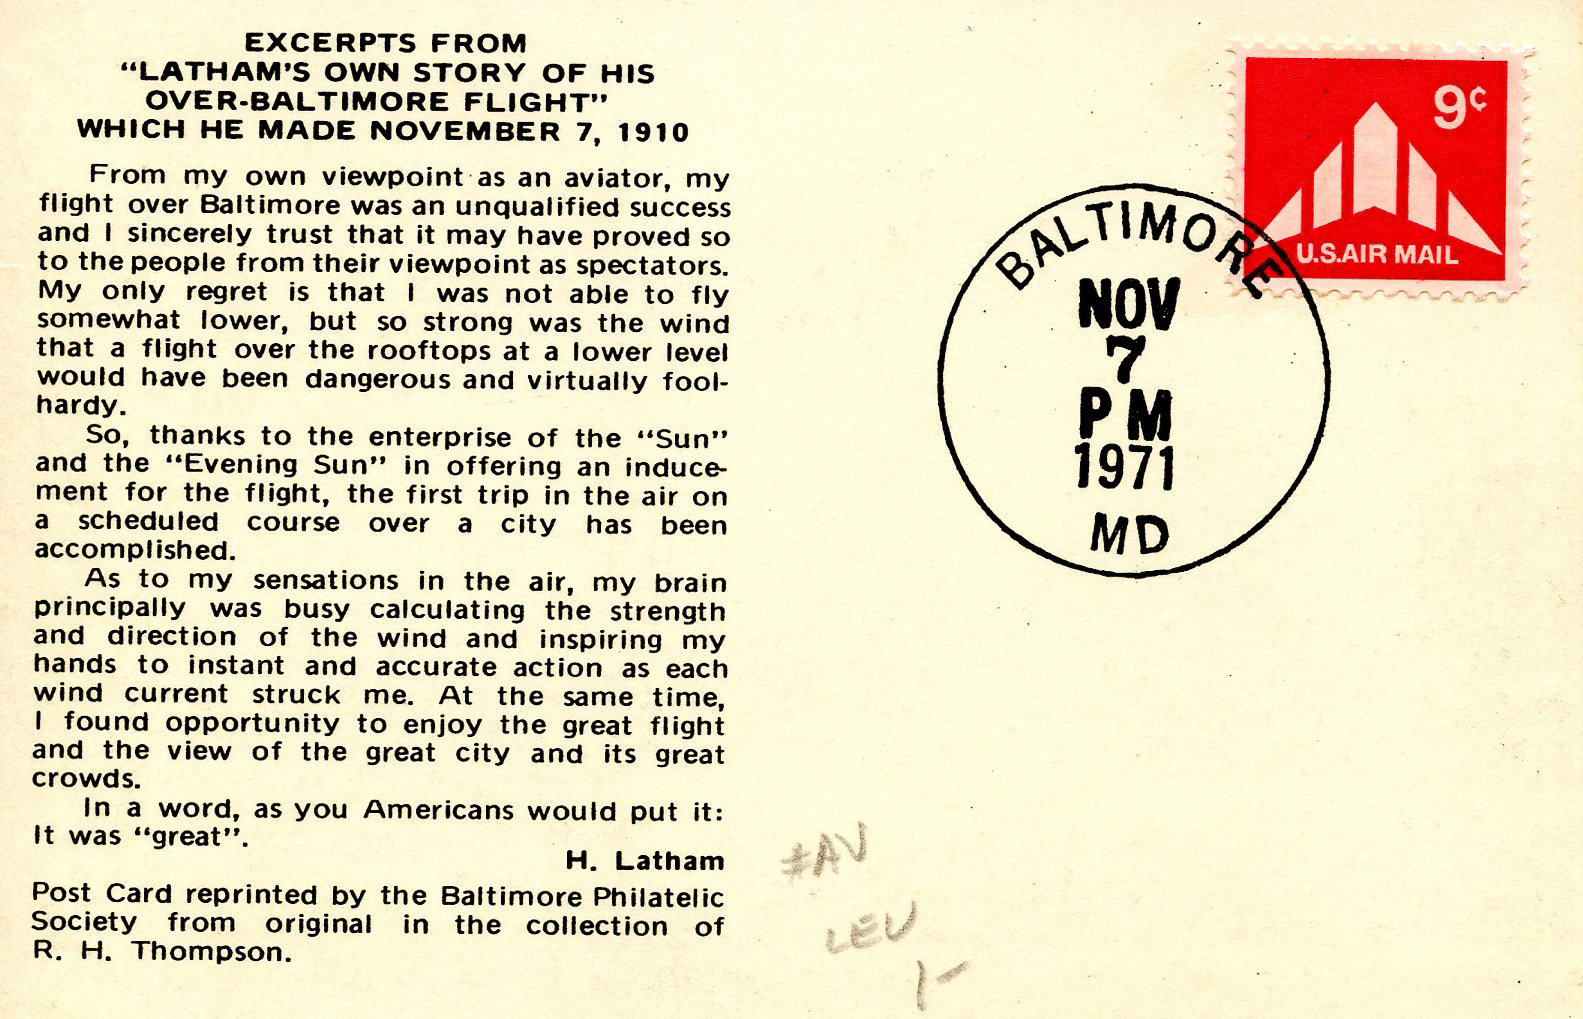 EXCERPTS FROM
“LATHAM’S OWN STORY OF HIS
OVER-BALTIMORE FLIGHT”
WHICH HE MADE NOVEMBER 7, 1910
From my own viewpoint as an aviator, my
flight over Baltimore was an unqualified success
and I sincerely trust that it may have proved so
to the people from their viewpoint as spectators.
My only regret is that I was not able to fly
somewhat lower, but so strong was the wind
that a flight over the rooftops at a lower level
would have been dangerous and virtually fool-
hardy.
So, thanks to the enterprise of the “Sun”
and the “Evening Sun” in offering an induce-
ment for the flight, the first trip in the air on
a scheduled course over a city has been
accomplished.
As to my sensations in the air, my brain
principally was busy calculating the strength
and direction of the wind and inspiring my
hands to instant and accurate action as each
wind current struck me. At the same time,
I found opportunity to enjoy the great flight
and the view of the great city and its great
crowds.
In a word, as you Americans would put it:
It was “great”.
H. Latham
Post Card reprinted by the Baltimore Philatelic
Society from original in the collection of
R. H. Thompson.
9c
U.S. AIR MAIL
BALTIMORE
NOV
7
PM
1971
MD
#AV
LEU
1-